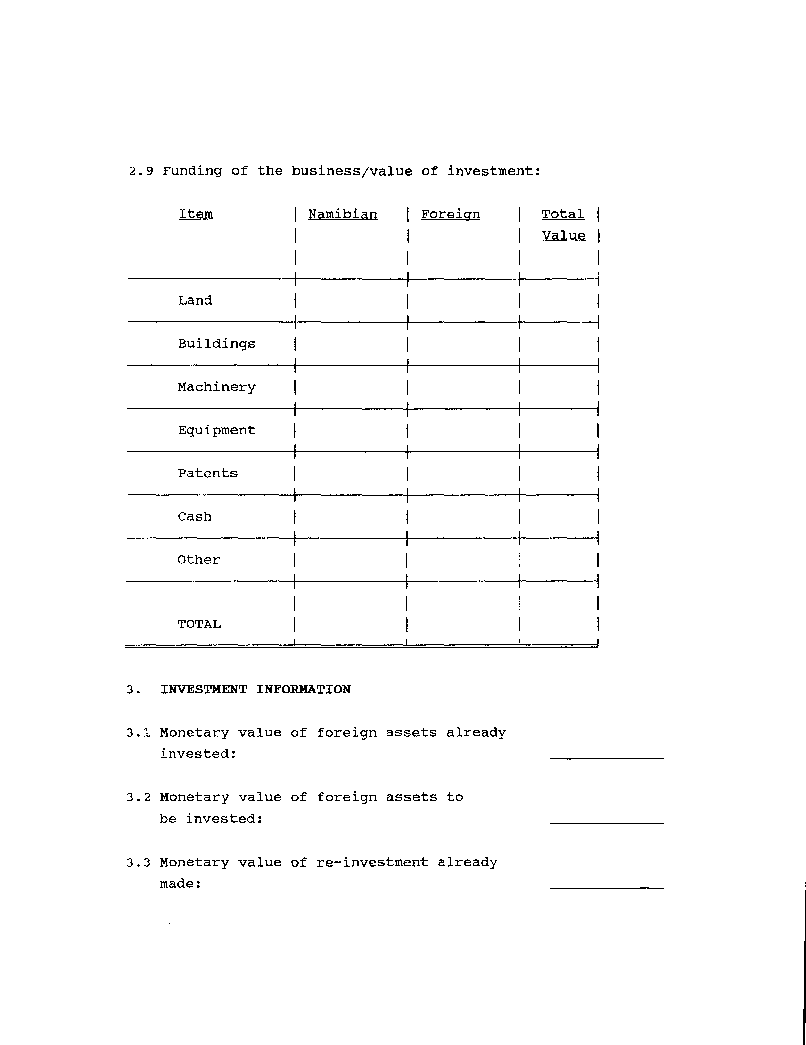 2.9 Funding of the business/value of investment:
Item Namibian Foreign Total
Value
Land
Buildings
Machinery
Equipment
Patents
Cash
Other
TOTAL
3. INVESTMENT INFORMATION
3.1 Monetary value of foreign assets already
invested:
3.2 Monetary value of foreign assets to
be invested:
3.3 Monetary value of re-investment already
made: